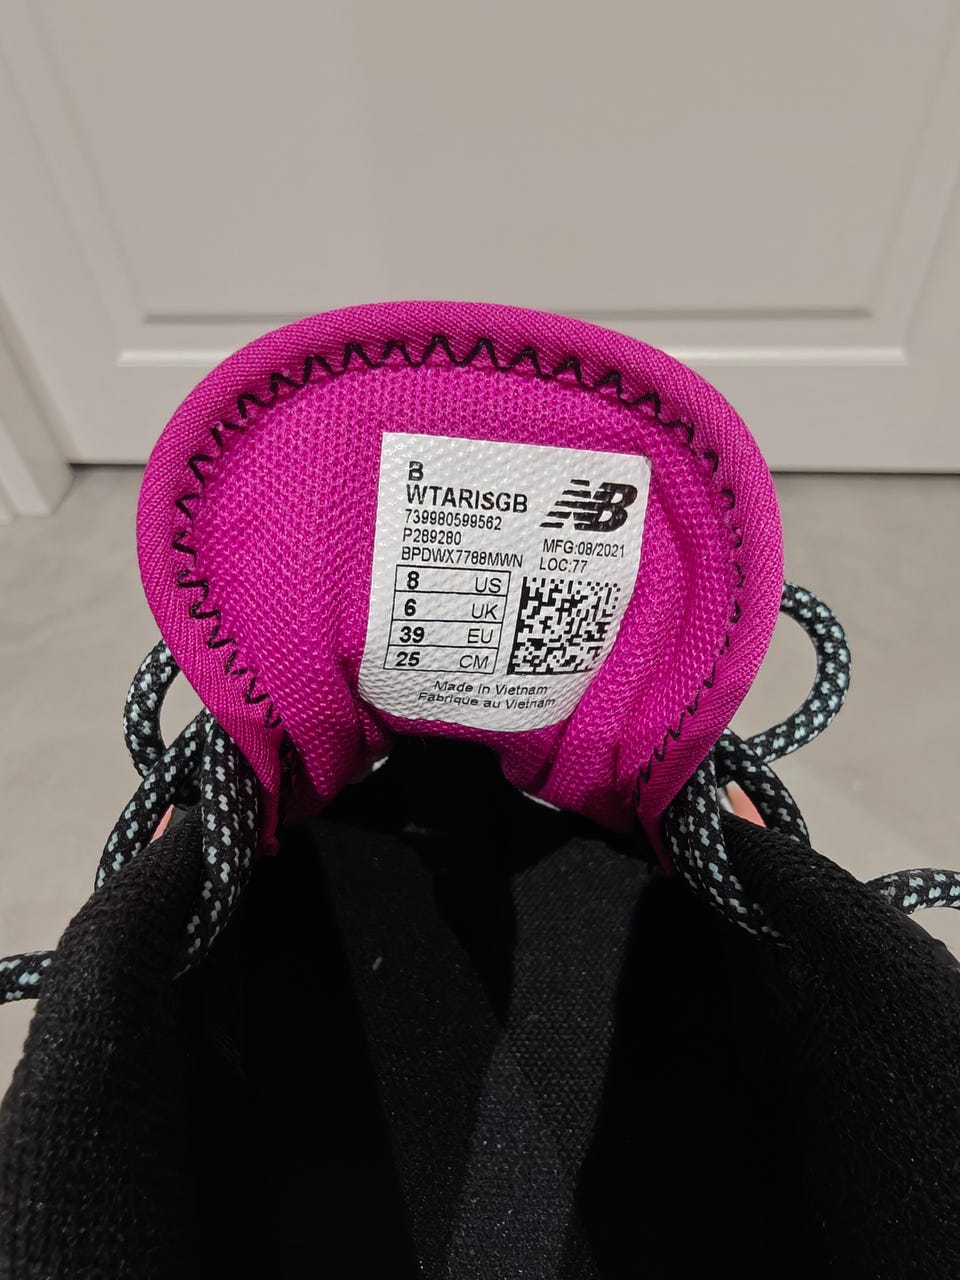 B
WTARISGB
739980599562
P289280
BPDWX7788MWN
NB
MFG:08/2021
LOC:77
8 US
6 UK
39 EU
25 CM
Made in Vietnam
Fabriqué au Vietnam